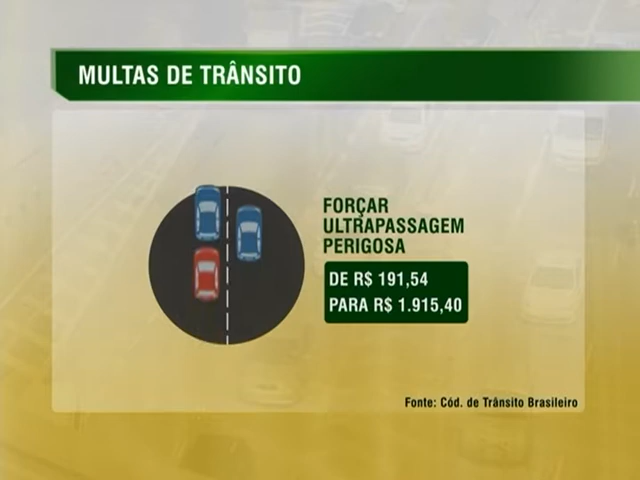 MULTAS DE TRÂNSITO
FORÇAR
ULTRAPASSAGEM
PERIGOSA
DE R$ 191,54
PARA R$ 1.915,40
Fonte: Cód. de Trânsito Brasileiro